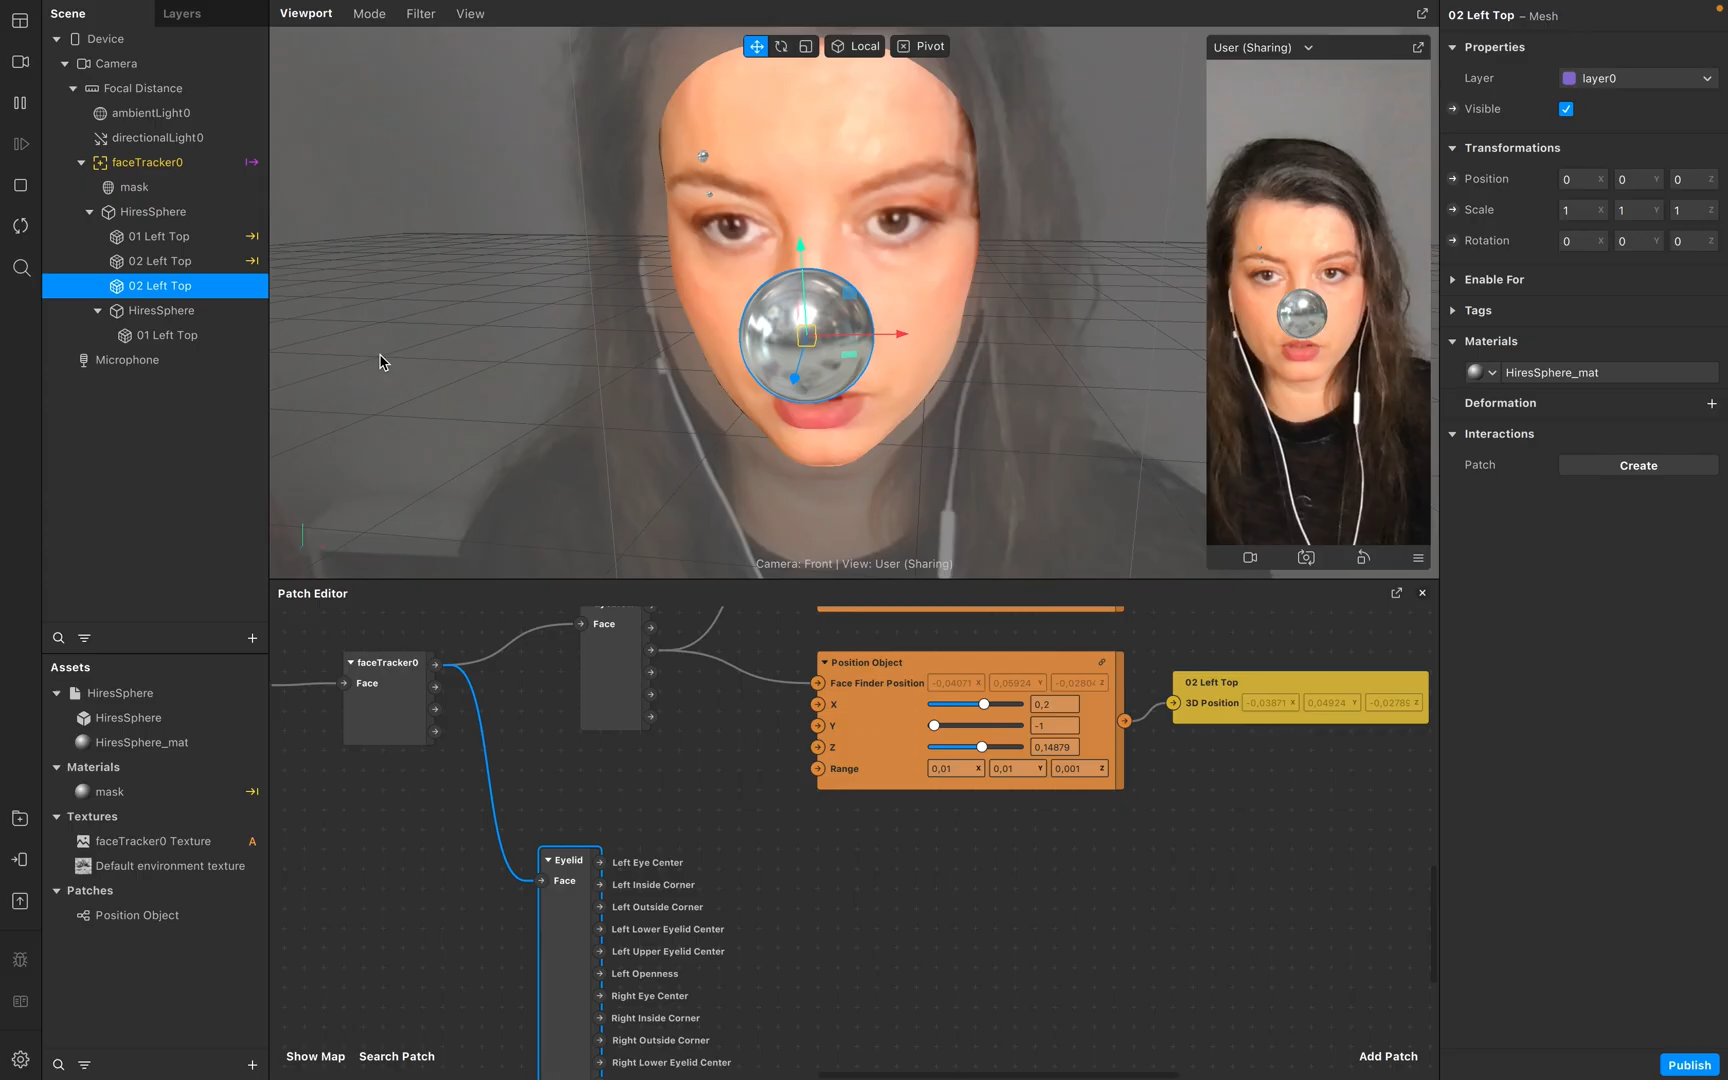 Scene
Layers
Device
Camera
Focal Distance
ambientLight0
directionalLight0
faceTracker0
mask
HiresSphere
01 Left Top
02 Left Top
02 Left Top
HiresSphere
01 Left Top
Microphone
Assets
HiresSphere
HiresSphere
HiresSphere_mat
Materials
mask
Textures
faceTracker0 Texture A
Default environment texture
Patches
Position Object
Viewport Mode Filter View
Local
Pivot
Camera: Front | View: User (Sharing)
User (Sharing)
Patch Editor
faceTracker0
Face
Face
Position Object
Face Finder Position -0,04071 X 0,05924 Y Z
X 0,2
Y -1
Z 0,14879
Range 0,01 X 0,01 Y 0,001 Z
02 Left Top
3D Position -0,03871 X 0,04924 Y Z
Eyelid
Face
Left Eye Center
Left Inside Corner
Left Outside Corner
Left Lower Eyelid Center
Left Upper Eyelid Center
Left Openness
Right Eye Center
Right Inside Corner
Right Outside Corner
Right Lower Eyelid Center
Show Map
Search Patch
Add Patch
02 Left Top – Mesh
Properties
Layer layer0
Visible
Transformations
Position 0 X 0 Y 0 Z
Scale 1 X 1 Y 1 Z
Rotation 0 X 0 Y 0 Z
Enable For
Tags
Materials
HiresSphere_mat
Deformation
Interactions
Patch Create
Publish